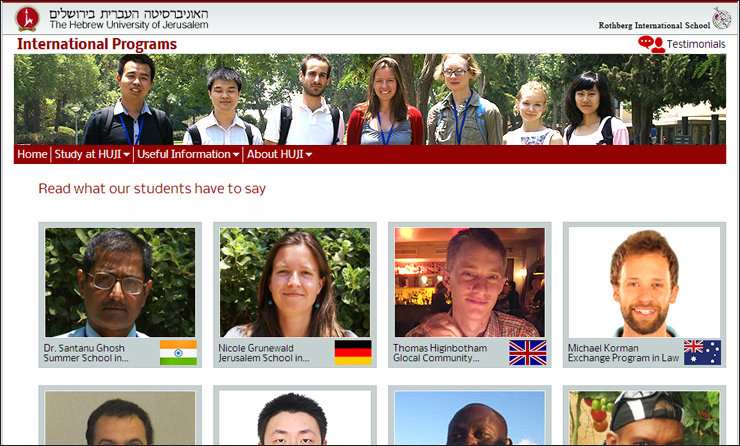 האוניברסיטה העברית בירושלים
The Hebrew University of Jerusalem
Rothberg International School
International Programs
Testimonials
Home
Study at HUJI
Useful Information
About HUJI
Read what our students have to say
Dr. Santanu Ghosh
Summer School in...
Nicole Grunewald
Jerusalem School in...
Thomas Higinbotham
Glocal Community...
Michael Korman
Exchange Program in Law